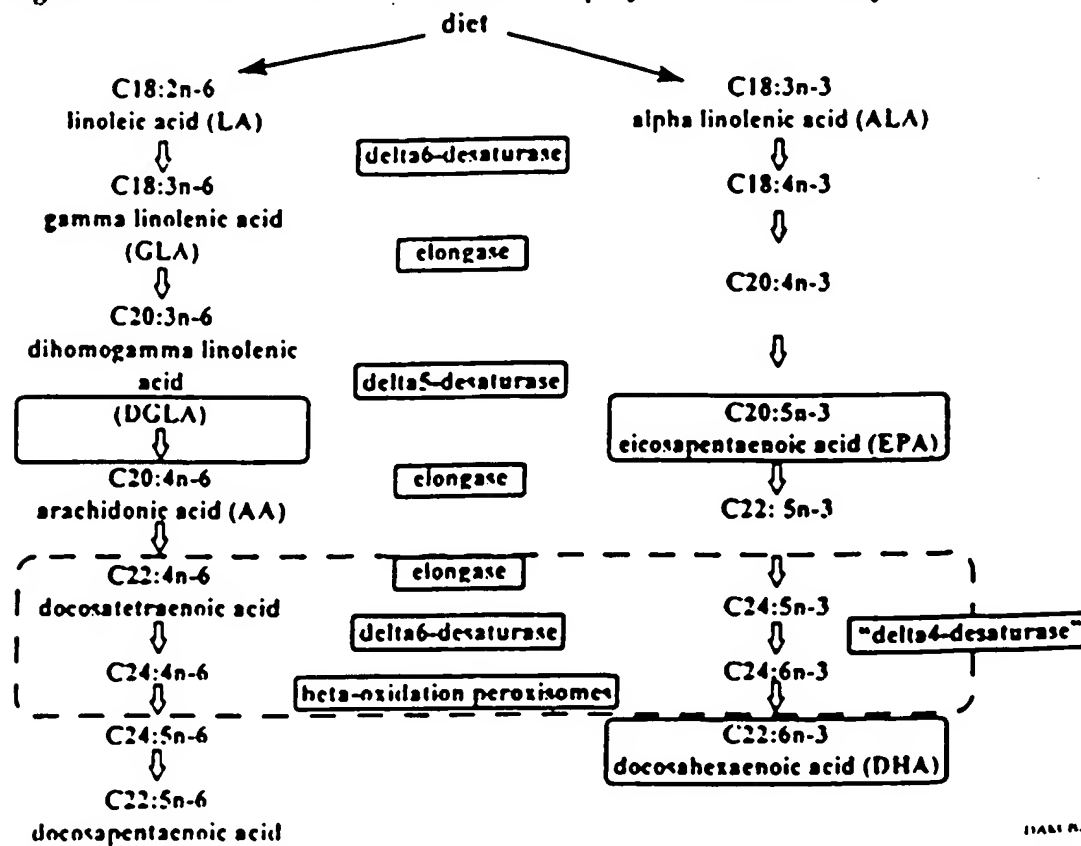 diet
C18:2n-6
linoleic acid (LA)
C18:3n-6
gamma linolenic acid
(GLA)
C20:3n-6
dihomogamma linolenic
acid
(DGLA)
C20:4n-6
arachidonic acid (AA)
C22:4n-6
docosatetraenoic acid
C24:4n-6
C24:5n-6
C22:5n-6
docosapentaenoic acid
delta6-desaturase
elongase
delta5-desaturase
elongase
elongase
delta6-desaturase
beta-oxidation peroxisomes
C18:3n-3
alpha linolenic acid (ALA)
C18:4n-3
C20:4n-3
C20:5n-3
eicosapentaenoic acid (EPA)
C22: 5n-3
C24:5n-3
C24:6n-3
"delta4-desaturase"
C22:6n-3
docosahexaenoic acid (DHA)